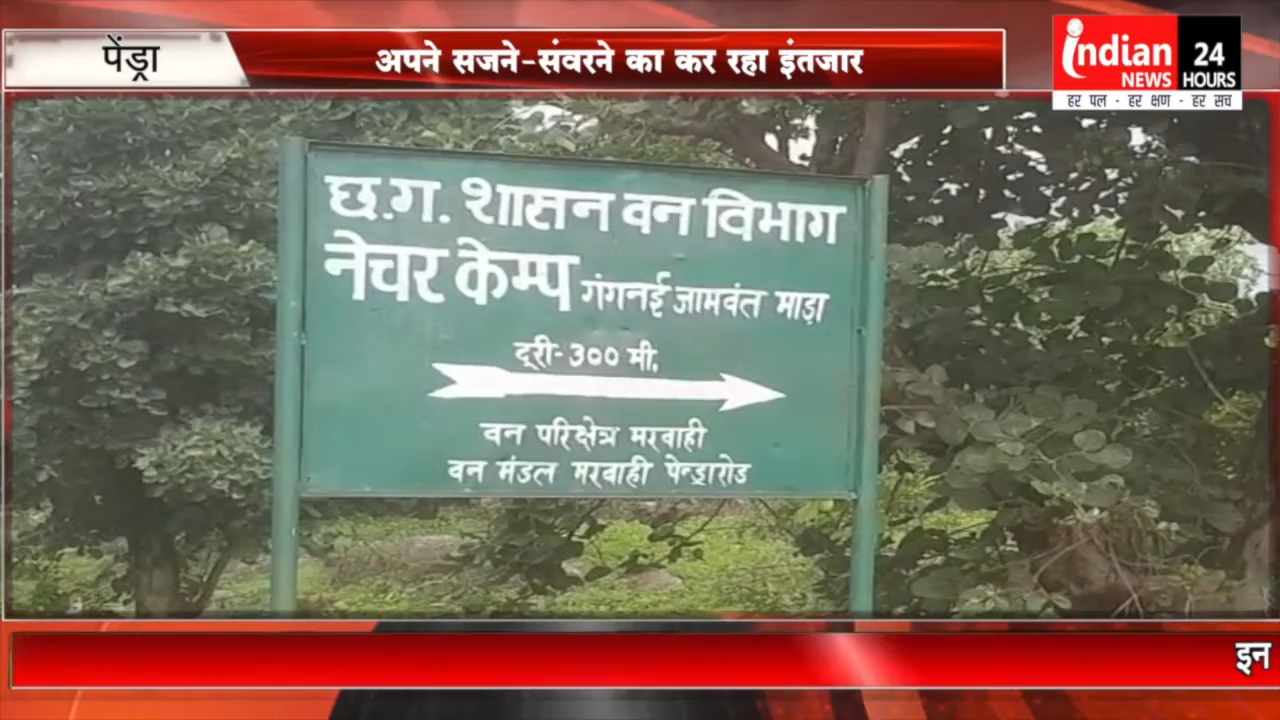 पेंड्रा
अपने सजने-संवरने का कर रहा इंतजार
indian
NEWS
24
HOURS
हर पल - हर क्षण - हर सच
छ.ग. शासन वन विभाग
नेचर केम्प गंगनई जामवंत माड़ा
दूरी-३०० मी.
वन परिक्षेत्र मरवाही
वन मंडल मरवाही पेन्ड्रारोड
इन